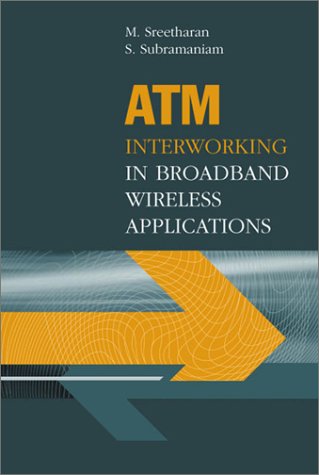 M. Sreetharan
S. Subramaniam
ATM
INTERWORKING
IN BROADBAND
WIRELESS
APPLICATIONS